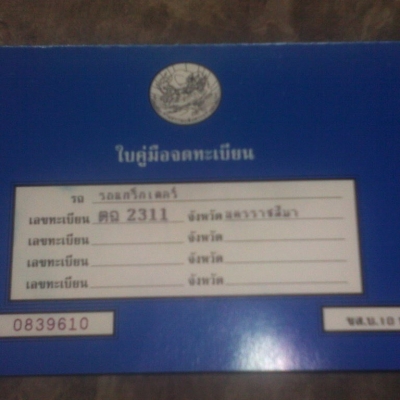 ใบคู่มือจดทะเบียน
รถ รถแทร็กเตอร์
เลขทะเบียน ตฉ 2311 จังหวัด นครราชสีมา
เลขทะเบียน จังหวัด
เลขทะเบียน จังหวัด
เลขทะเบียน จังหวัด
0839610 ขส.บ.